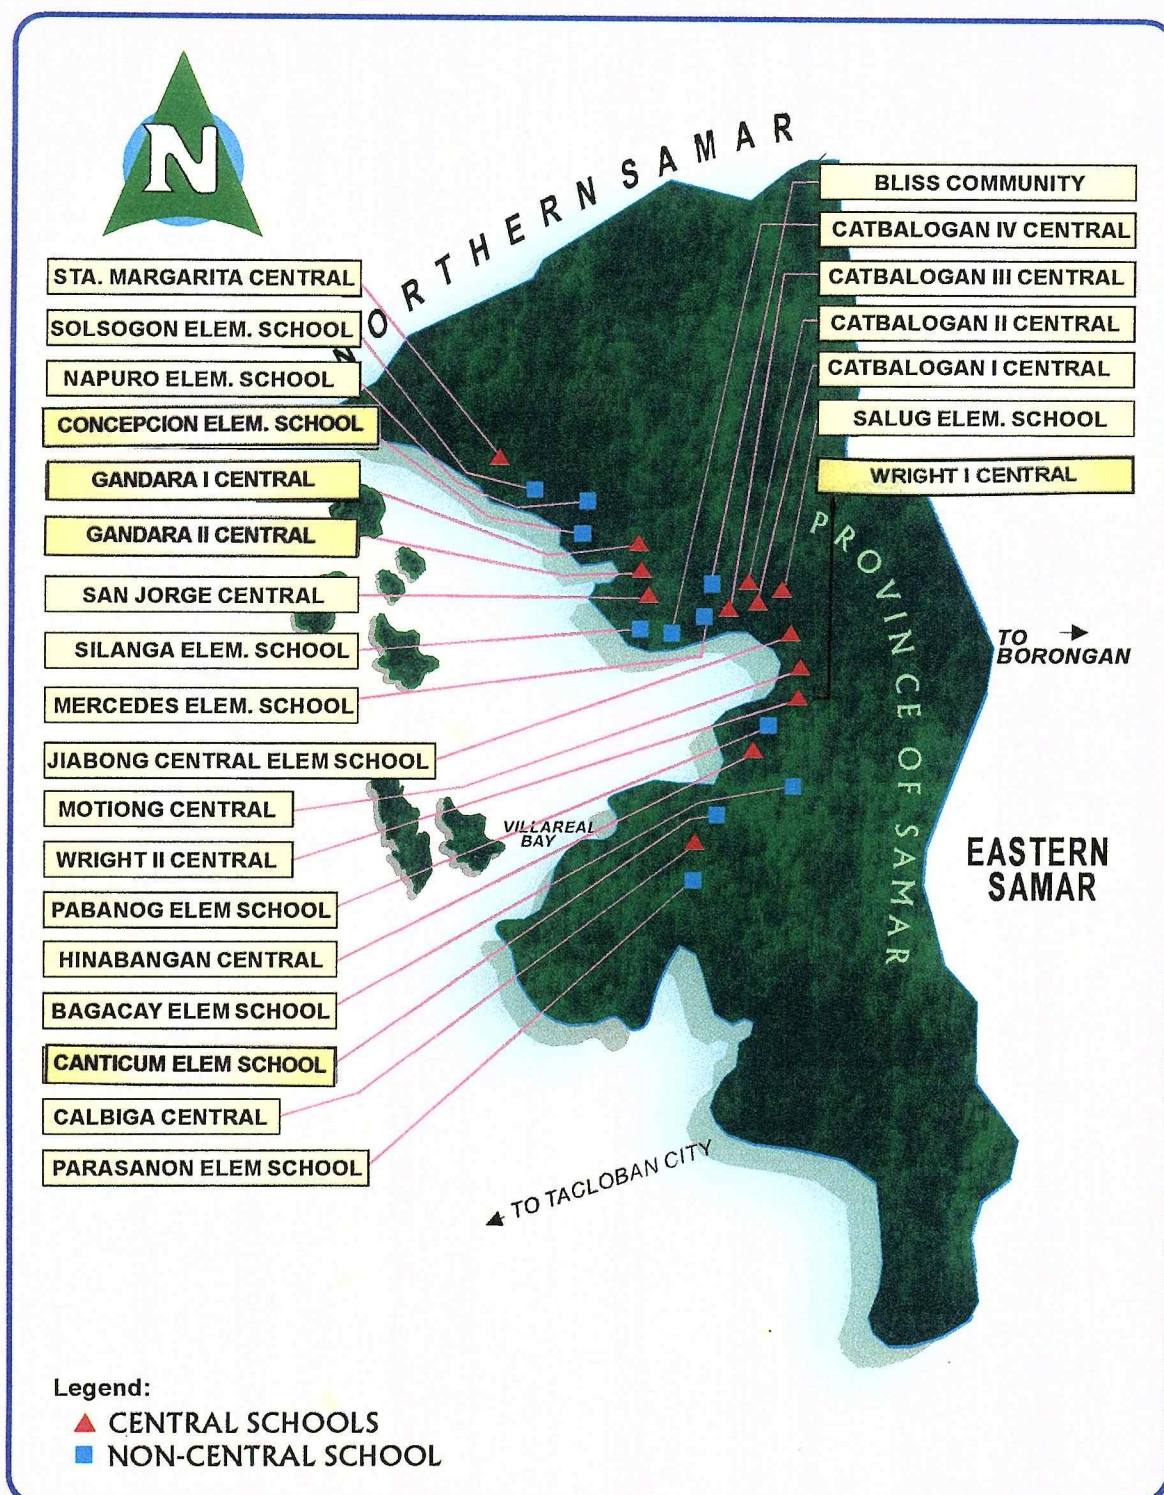 N
NORTHERN SAMAR
STA. MARGARITA CENTRAL
SOLSOGON ELEM. SCHOOL
NAPURO ELEM. SCHOOL
CONCEPCION ELEM. SCHOOL
GANDARA I CENTRAL
GANDARA II CENTRAL
SAN JORGE CENTRAL
SILANGA ELEM. SCHOOL
MERCEDES ELEM. SCHOOL
JIABONG CENTRAL ELEM SCHOOL
MOTIONG CENTRAL
WRIGHT II CENTRAL
PABANOG ELEM SCHOOL
HINABANGAN CENTRAL
BAGACAY ELEM SCHOOL
CANTICUM ELEM SCHOOL
CALBIGA CENTRAL
PARASANON ELEM SCHOOL
BLISS COMMUNITY
CATBALOGAN IV CENTRAL
CATBALOGAN III CENTRAL
CATBALOGAN II CENTRAL
CATBALOGAN I CENTRAL
SALUG ELEM. SCHOOL
WRIGHT I CENTRAL
PROVINCE OF SAMAR
TO
BORONGAN
VILLAREAL
BAY
EASTERN
SAMAR
TO TACLOBAN CITY
Legend:
CENTRAL SCHOOLS
NON-CENTRAL SCHOOL